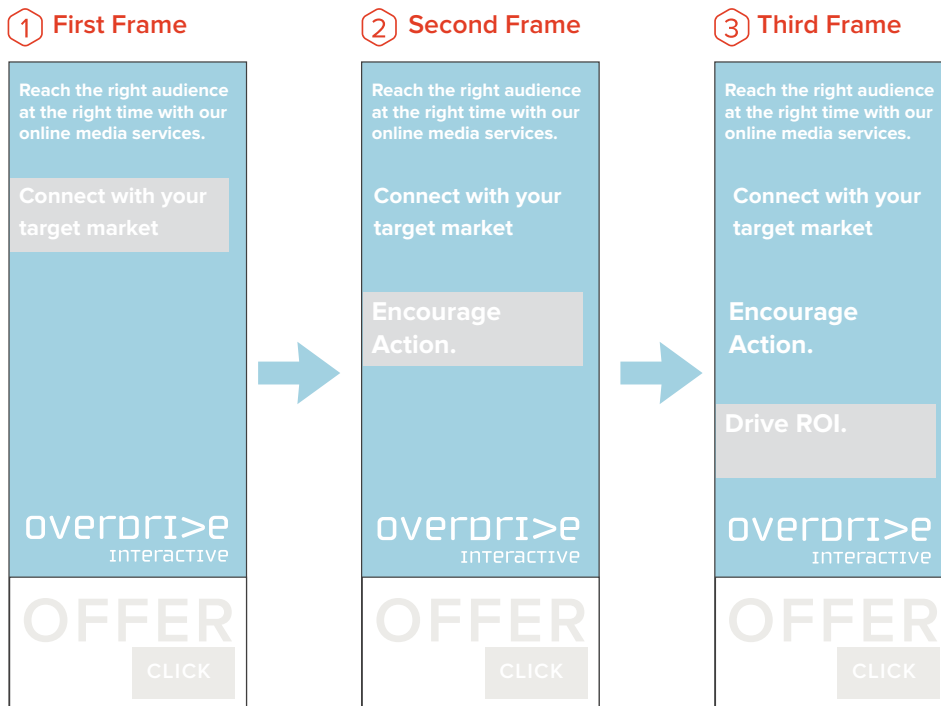 1 First Frame
Reach the right audience
at the right time with our
online media services.
Connect with your
target market
overdrive
interactive
OFFER
CLICK
2 Second Frame
Reach the right audience
at the right time with our
online media services.
Connect with your
target market
Encourage
Action.
overdrive
interactive
OFFER
CLICK
3 Third Frame
Reach the right audience
at the right time with our
online media services.
Connect with your
target market
Encourage
Action.
Drive ROI.
overdrive
interactive
OFFER
CLICK